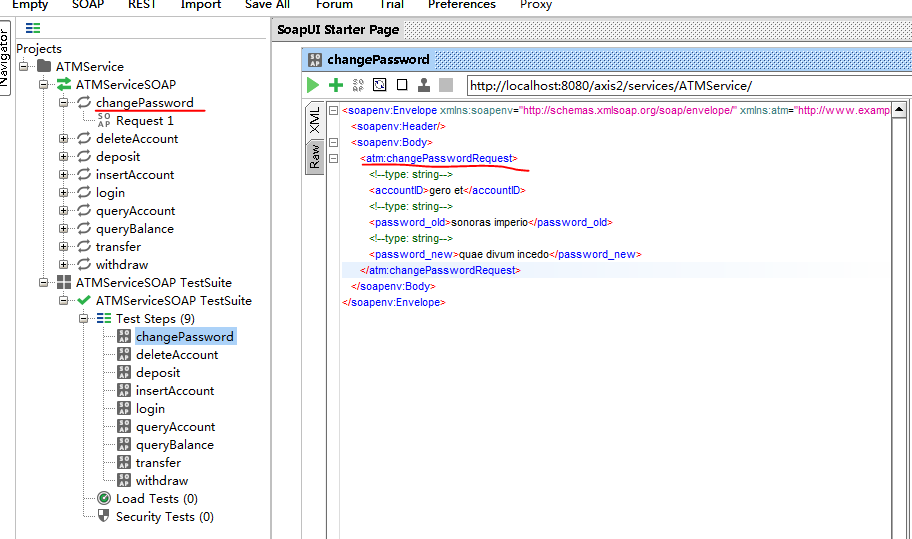 Empty SOAP REST Import Save All Forum Trial Preferences Proxy
Navigator
Projects
ATMService
ATMServiceSOAP
changePassword
Request 1
deleteAccount
deposit
insertAccount
login
queryAccount
queryBalance
transfer
withdraw
ATMServiceSOAP TestSuite
ATMServiceSOAP TestSuite
Test Steps (9)
changePassword
deleteAccount
deposit
insertAccount
login
queryAccount
queryBalance
transfer
withdraw
Load Tests (0)
Security Tests (0)
SoapUI Starter Page
changePassword
http://localhost:8080/axis2/services/ATMService/
XML
Raw
<soapenv:Envelope xmlns:soapenv="http://schemas.xmlsoap.org/soap/envelope/" xmlns:atm="http://www.examp
<soapenv:Header/>
<soapenv:Body>
<atm:changePasswordRequest>
<!--type: string-->
<accountID>gero et</accountID>
<!--type: string-->
<password_old>sonoras imperio</password_old>
<!--type: string-->
<password_new>quae divum incedo</password_new>
</atm:changePasswordRequest>
</soapenv:Body>
</soapenv:Envelope>